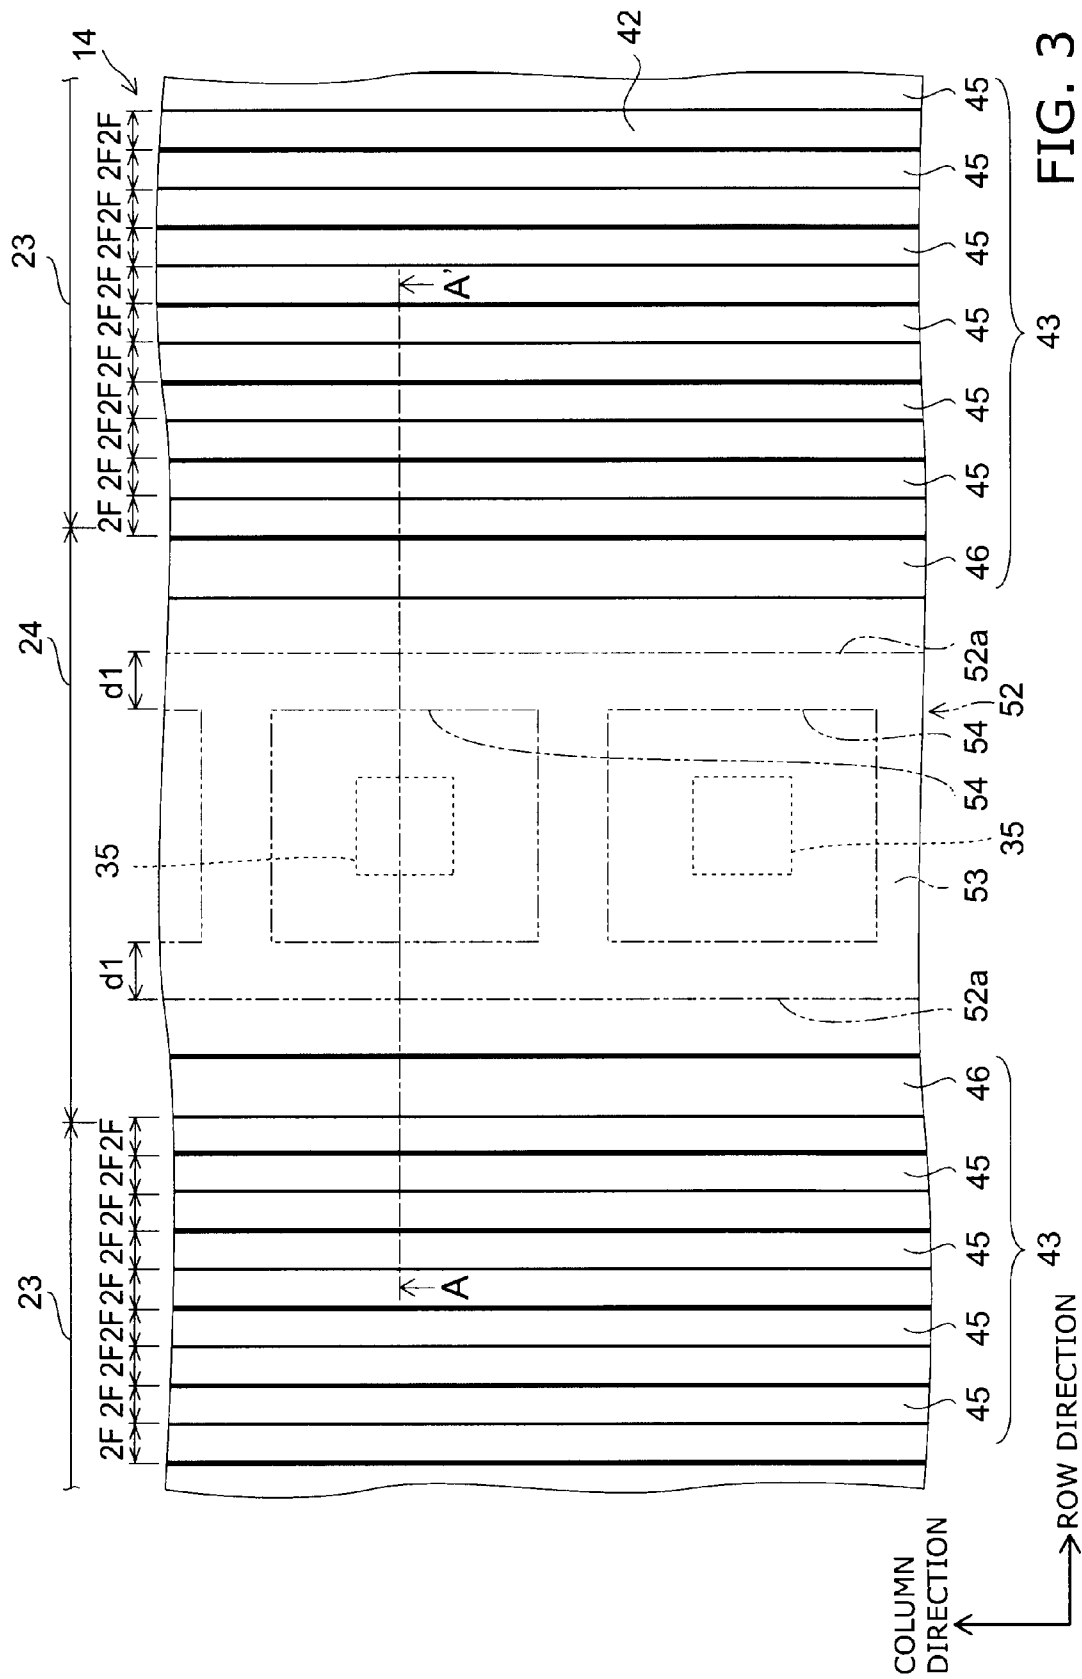 23 24 23
14
2F 2F 2F 2F 2F 2F 2F 2F 2F d1 d1 2F 2F 2F 2F 2F 2F 2F 2F 2F 2F 2F
35
A A'
42
45 45 45 45 46 52a 53 54 54 52a 46 45 45 45 45 45 45
35 52
43 43
COLUMN
DIRECTION
ROW DIRECTION
FIG. 3